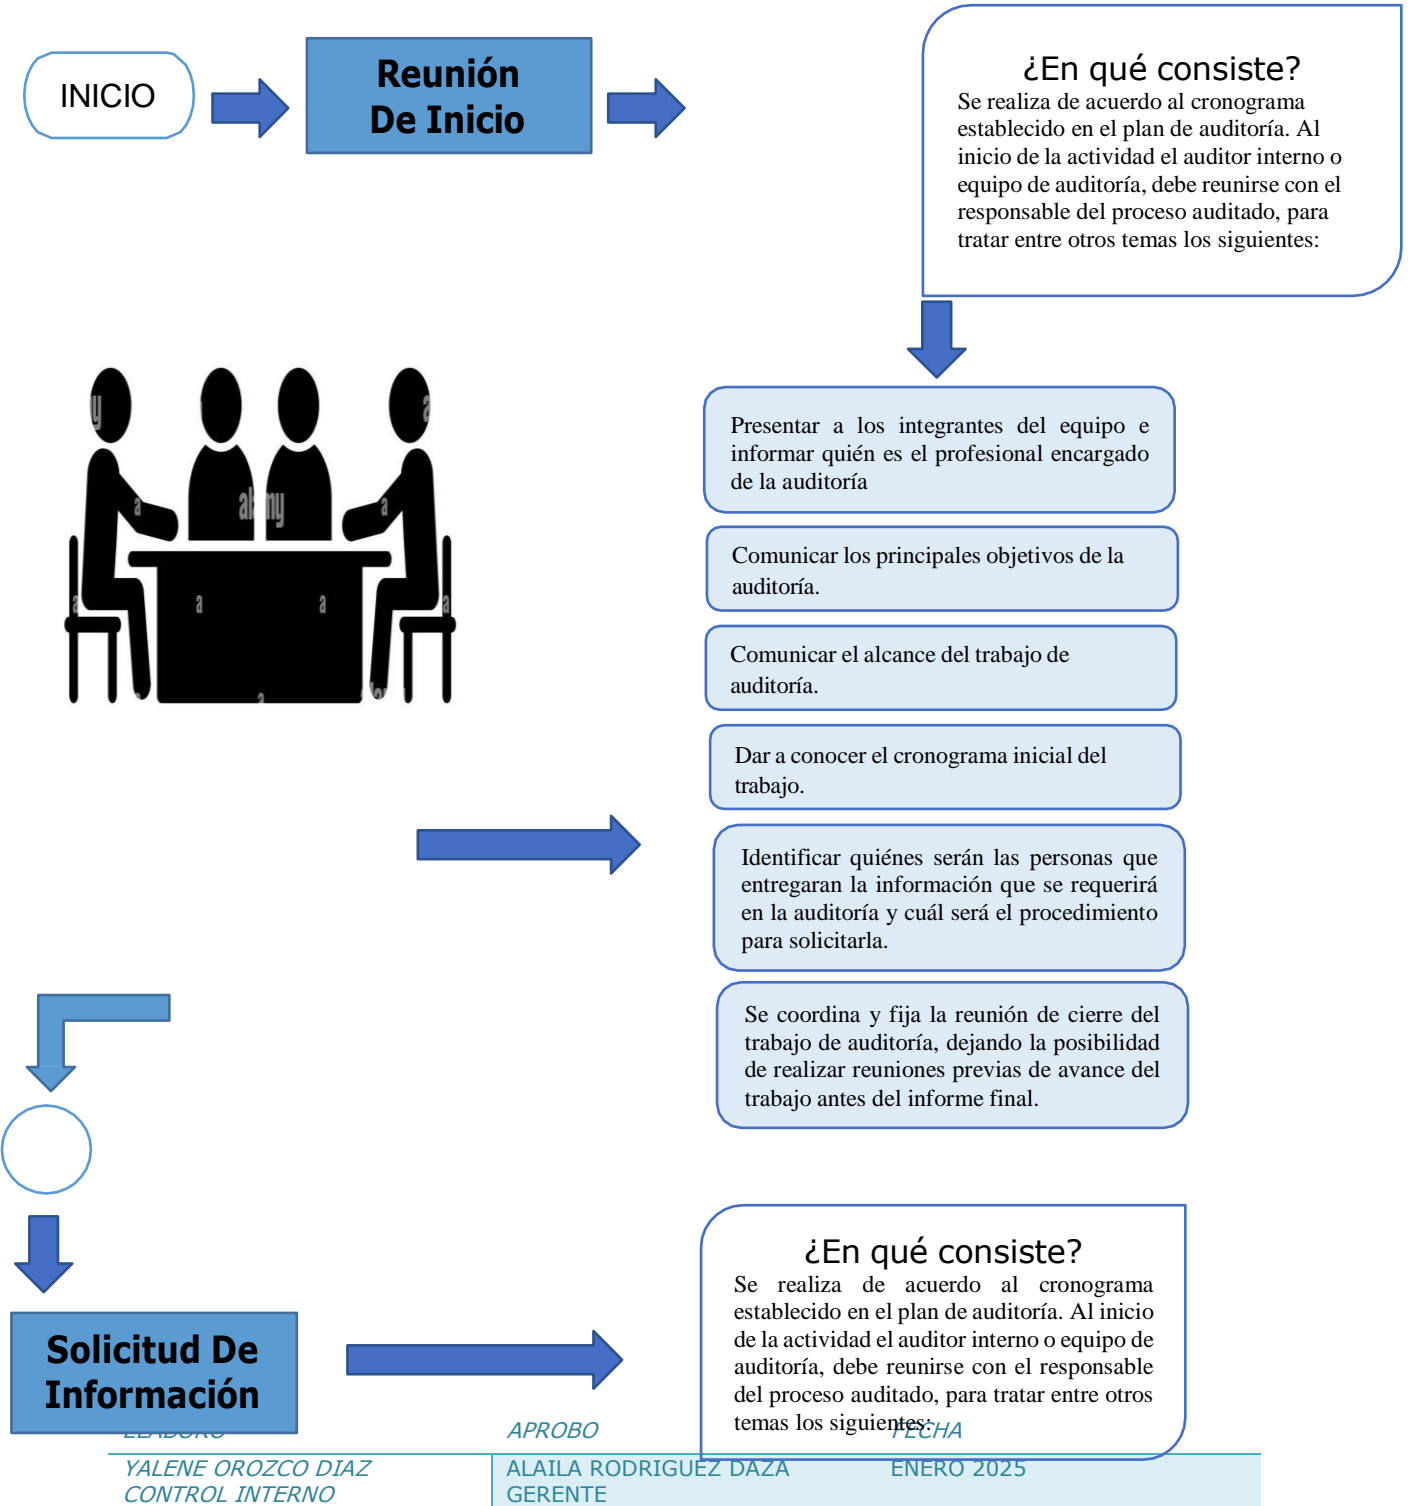 INICIO
Reunión
De Inicio
¿En qué consiste?
Se realiza de acuerdo al cronograma
establecido en el plan de auditoría. Al
inicio de la actividad el auditor interno o
equipo de auditoría, debe reunirse con el
responsable del proceso auditado, para
tratar entre otros temas los siguientes:
Presentar a los integrantes del equipo e
informar quién es el profesional encargado
de la auditoría
alamy
a
a
Comunicar los principales objetivos de la
auditoría.
a
a
a
a
a
Comunicar el alcance del trabajo de
auditoría.
Dar a conocer el cronograma inicial del
trabajo.
Identificar quiénes serán las personas que
entregaran la información que se requerirá
en la auditoría y cuál será el procedimiento
para solicitarla.
Se coordina y fija la reunión de cierre del
trabajo de auditoría, dejando la posibilidad
de realizar reuniones previas de avance del
trabajo antes del informe final.
Solicitud De
Información
¿En qué consiste?
Se realiza de acuerdo al cronograma
establecido en el plan de auditoría. Al inicio
de la actividad el auditor interno o equipo de
auditoría, debe reunirse con el responsable
del proceso auditado, para tratar entre otros
temas los siguientes:
APROBO
FECHA
YALENE OROZCO DIAZ
CONTROL INTERNO
ALAILA RODRIGUEZ DAZA
GERENTE
ENERO 2025